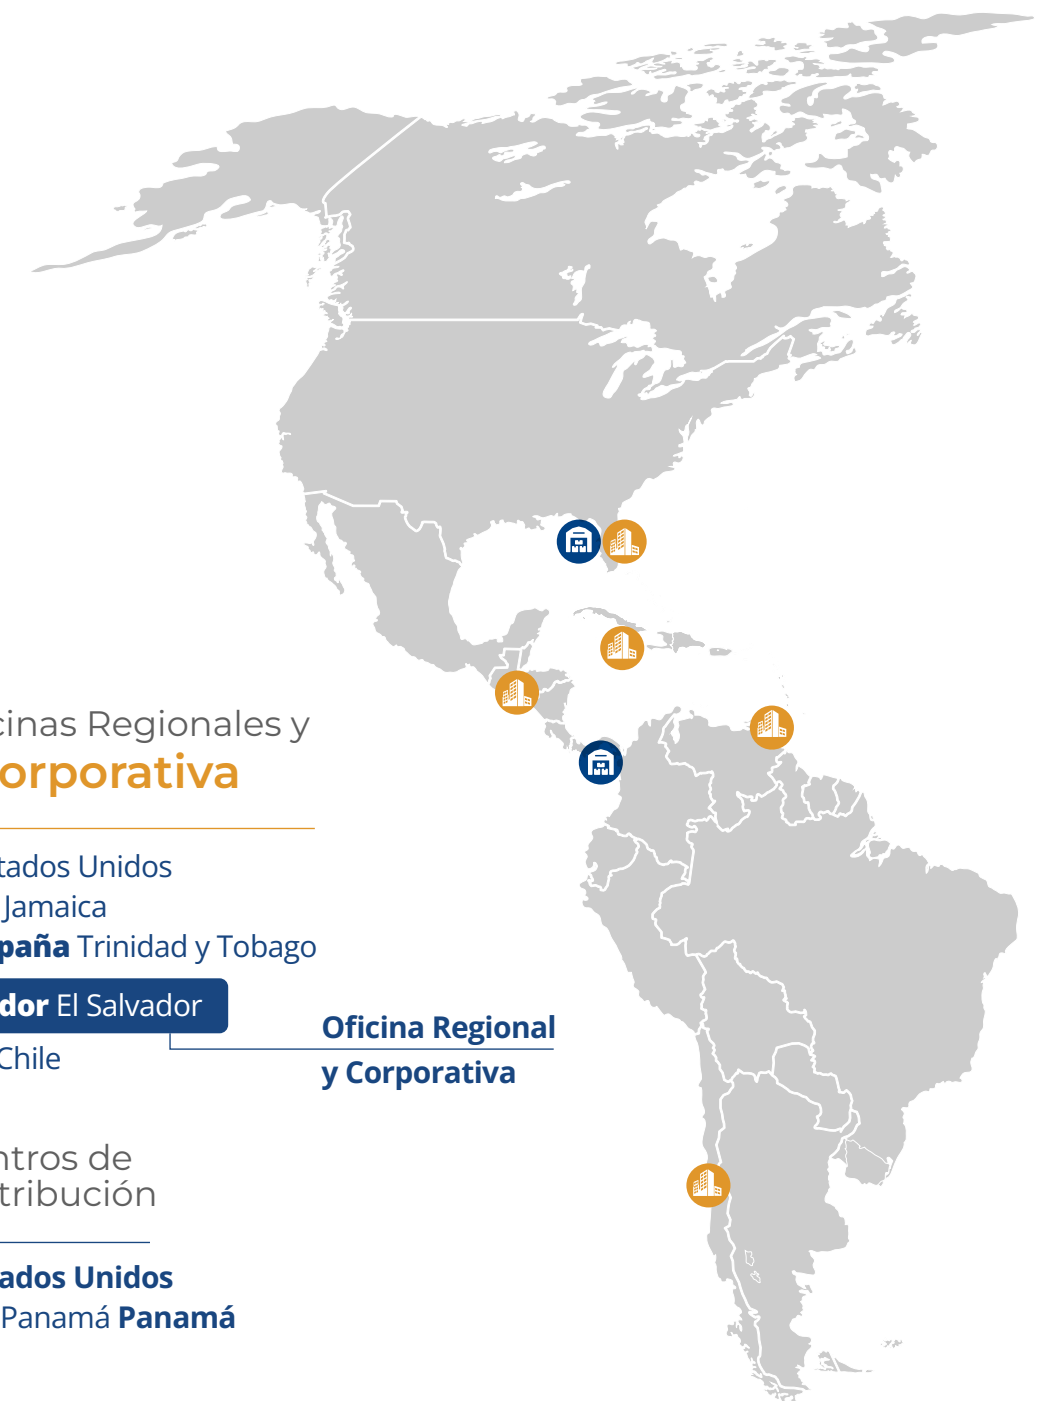 cinas Regionales y
orporativa
tados Unidos
Jamaica
paña Trinidad y Tobago
dor El Salvador
Chile
Oficina Regional
y Corporativa
ntros de
tribución
ados Unidos
Panamá Panamá